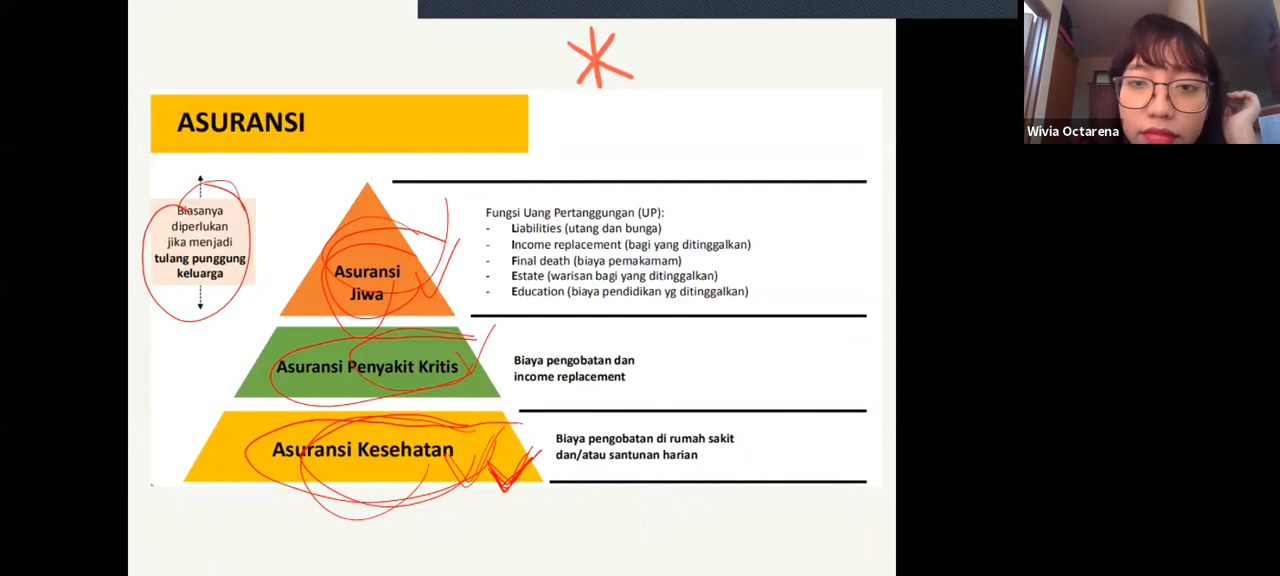 ASURANSI
Biasanya
diperlukan
jika menjadi
tulang punggung
keluarga
Asuransi
Jiwa
Fungsi Uang Pertanggungan (UP):
- Liabilities (utang dan bunga)
- Income replacement (bagi yang ditinggalkan)
- Final death (biaya pemakamam)
- Estate (warisan bagi yang ditinggalkan)
- Education (biaya pendidikan yg ditinggalkan)
Asuransi Penyakit Kritis
Biaya pengobatan dan
income replacement
Asuransi Kesehatan
Biaya pengobatan di rumah sakit
dan/atau santunan harian
Wivia Octarena